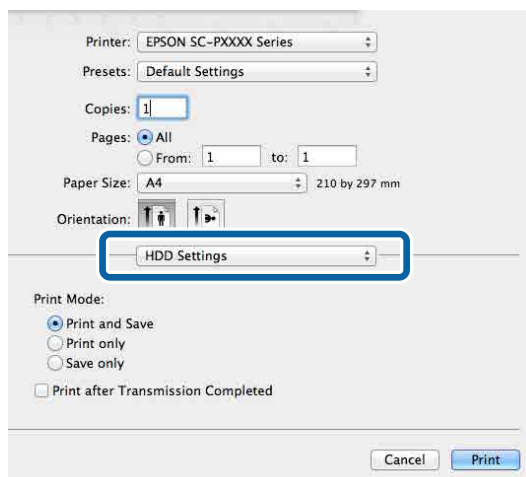 Printer: EPSON SC-PXXXX Series
Presets: Default Settings
Copies: 1
Pages: All
From: 1 to: 1
Paper Size: A4 210 by 297 mm
Orientation:
HDD Settings
Print Mode:
Print and Save
Print only
Save only
Print after Transmission Completed
Cancel Print